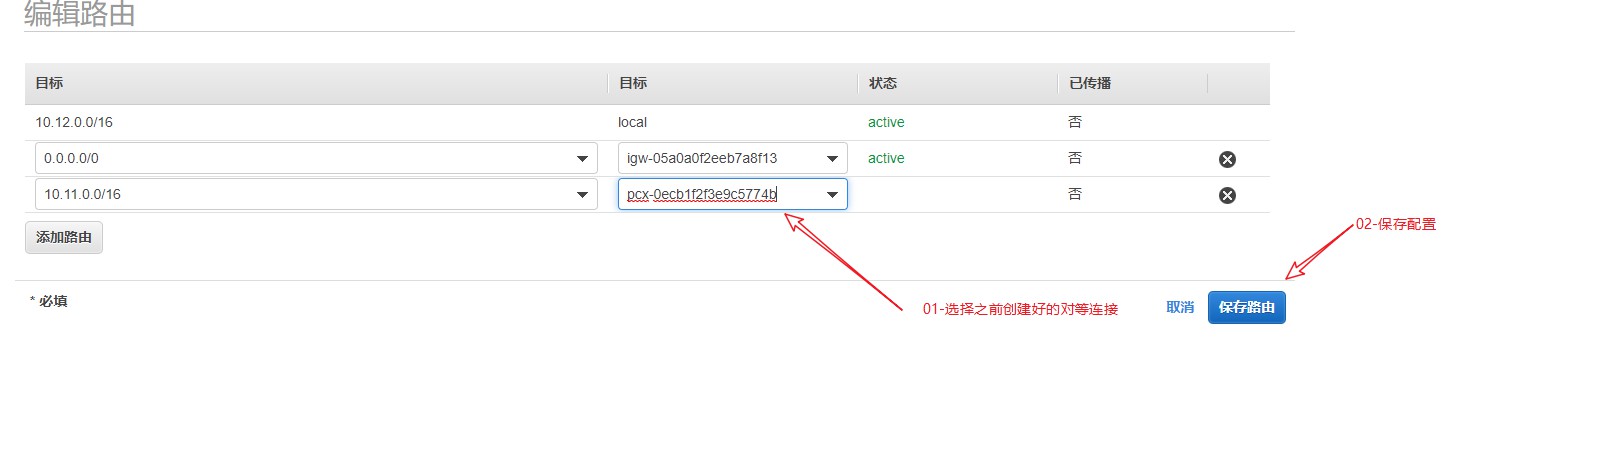 编辑路由
目标 目标 状态 已传播
10.12.0.0/16 local active 否
0.0.0.0/0 igw-05a0a0f2eeb7a8f13 active 否
10.11.0.0/16 pcx-0ecb1f2f3e9c5774b 否
添加路由
02-保存配置
* 必填
01-选择之前创建好的对等连接
取消 保存路由